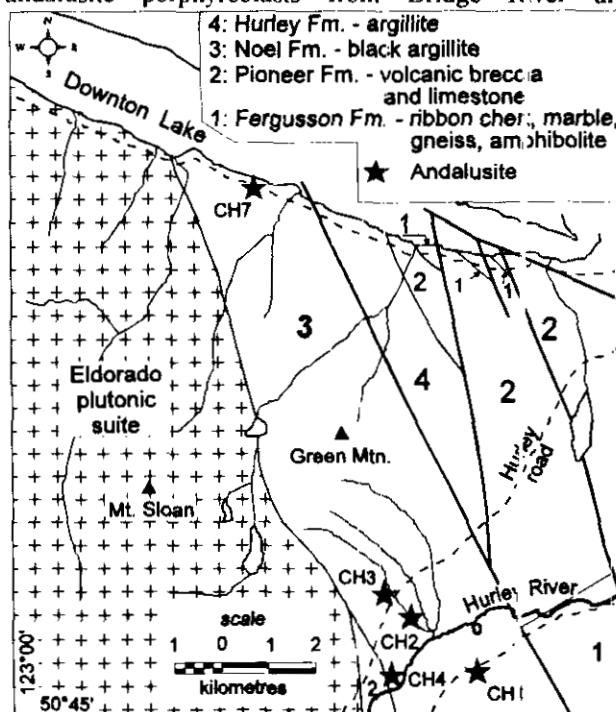 andalusite porphyroblasts from Bridge River
4: Hurley Fm. - argillite
3: Noel Fm. - black argillite
2: Pioneer Fm. - volcanic breccia
and limestone
1: Fergusson Fm. - ribbon chert, marble,
gneiss, amphibolite
★ Andalusite
N
W
E
S
Downton Lake
CH7
1
2
1
1
3
2
4
2
Eldorado
plutonic
suite
Green Mtn.
Hurley
road
Mt. Sloan
CH3
Hurley River
CH2
scale
1 0 1 2
kilometres
CH4
CH1
2
6
1
123°00'
50°45'